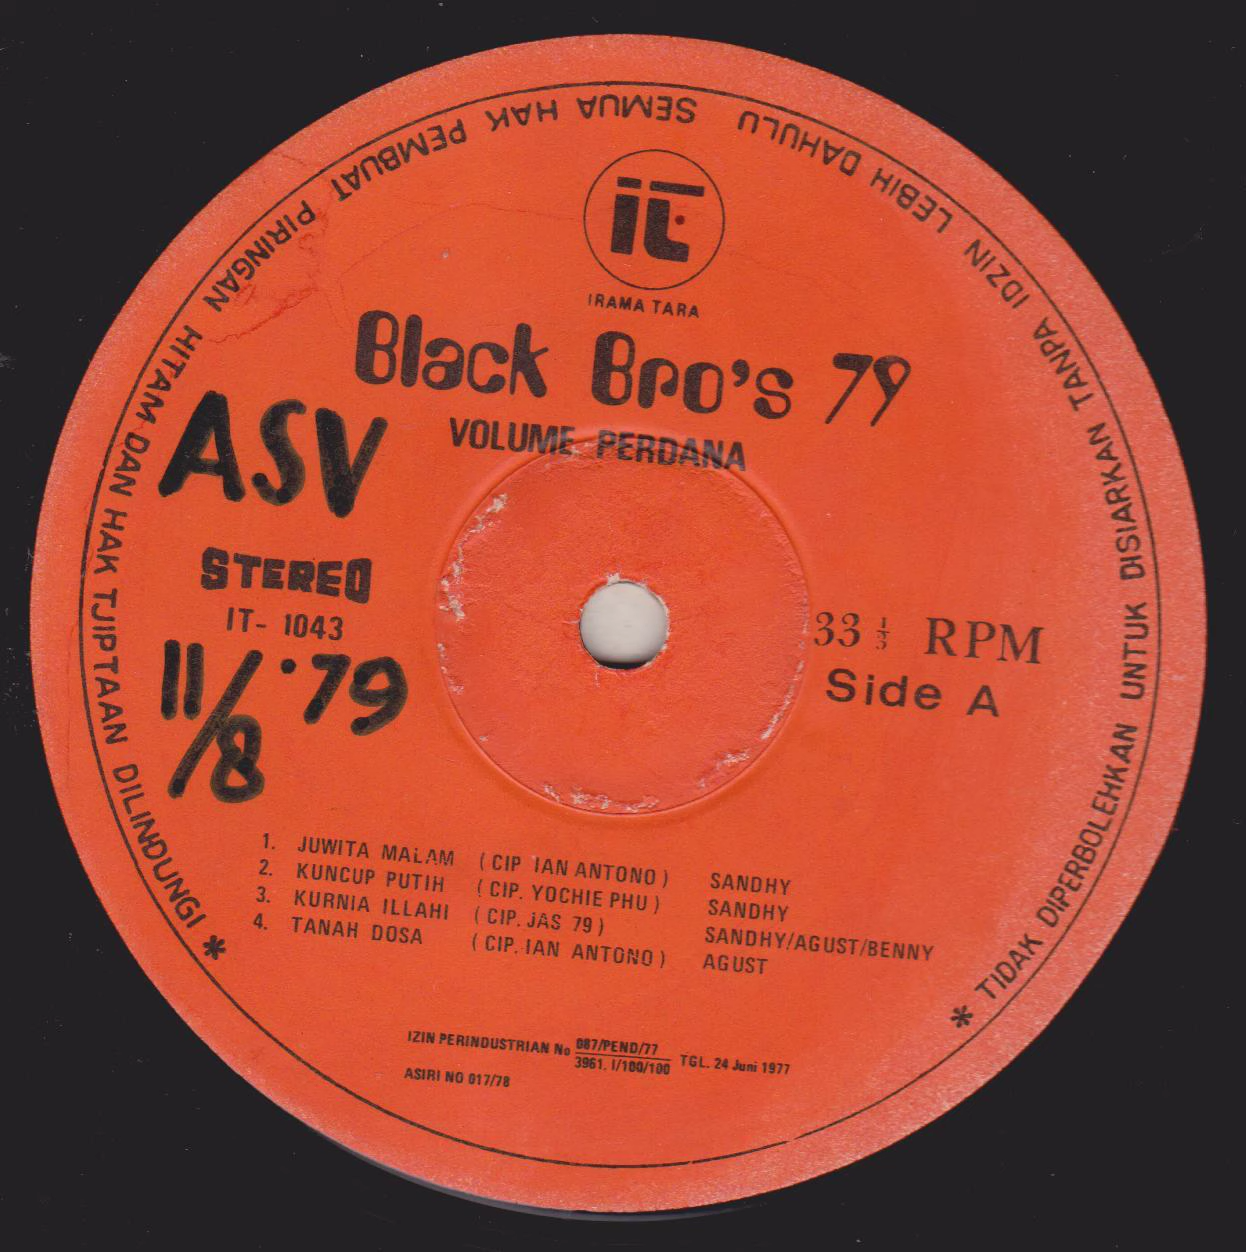 * TIDAK DIPERBOLEHKAN UNTUK DISIARKAN TANPA IDZIN LEBIH DAHULU
SEMUA HAK PEMBUAT PIRINGAN HITAM DAN HAK TJIPTAAN DILINDUNGI *
it
IRAMA TARA
Black Bro's 79
VOLUME PERDANA
ASV
STEREO
IT- 1043
11/8 '79
33 1/3 RPM
Side A
1. JUWITA MALAM (CIP IAN ANTONO) SANDHY
2. KUNCUP PUTIH (CIP. YOCHIE PHU) SANDHY
3. KURNIA ILLAHI (CIP. JAS 79) SANDHY/AGUST/BENNY
4. TANAH DOSA (CIP. IAN ANTONO) AGUST
IZIN PERINDUSTRIAN No 087/PEND/77 3961. I/100/100 TGL. 24 Juni 1977
ASIRI NO 017/78